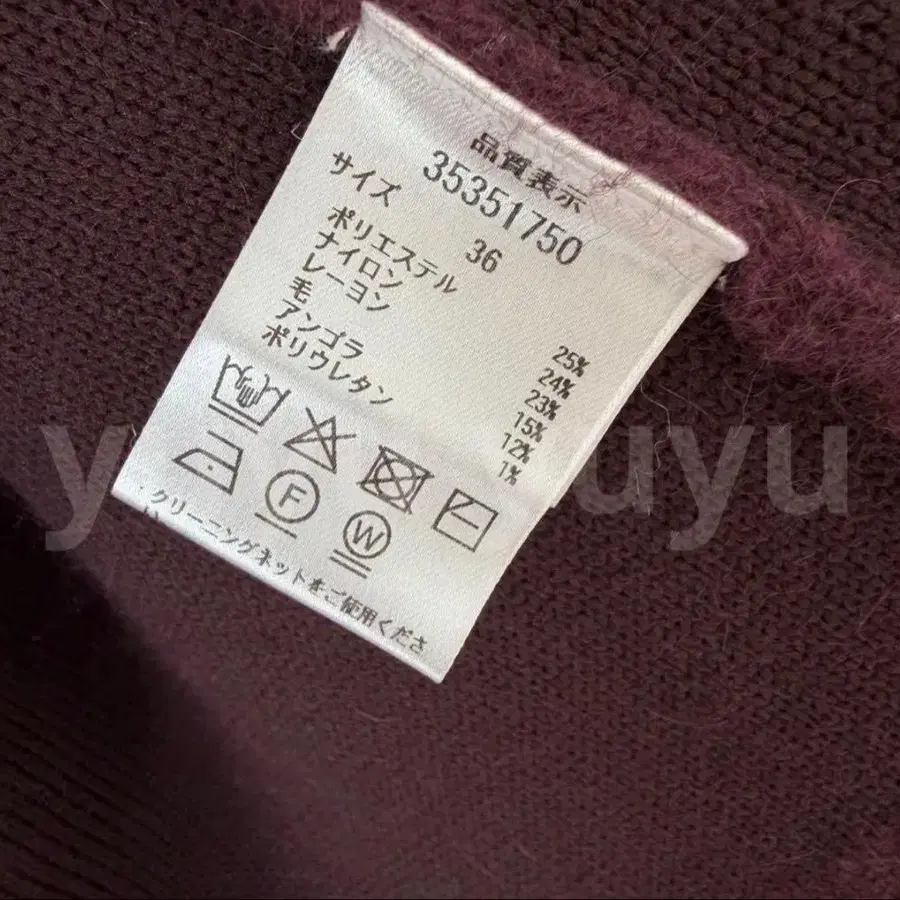 品質表示
35351750
サイズ 36
ポリエステル 25%
ナイロン 24%
レーヨン 23%
毛 15%
アンゴラ 12%
ポリウレタン 1%
F
W
・クリーニングネットをご使用くださ